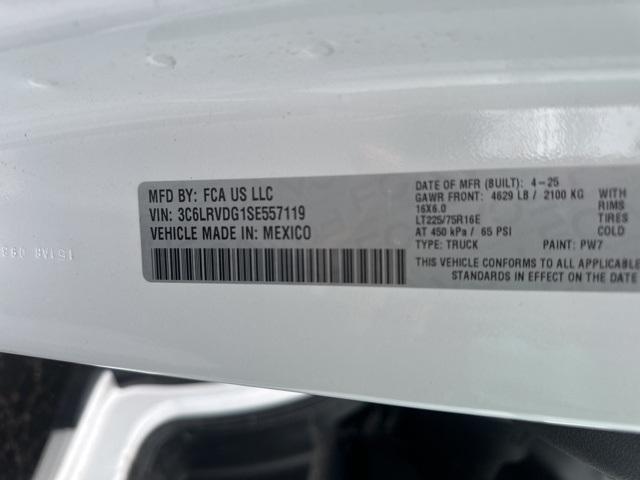 MFD BY: FCA US LLC
VIN: 3C6LRVDG1SE557119
VEHICLE MADE IN: MEXICO
DATE OF MFR (BUILT): 4-25
GAWR FRONT: 4629 LB / 2100 KG WITH
16X6.0 RIMS
LT225/75R16E TIRES
AT 450 kPa / 65 PSI COLD
TYPE: TRUCK PAINT: PW7
THIS VEHICLE CONFORMS TO ALL APPLICABLE
STANDARDS IN EFFECT ON THE DATE